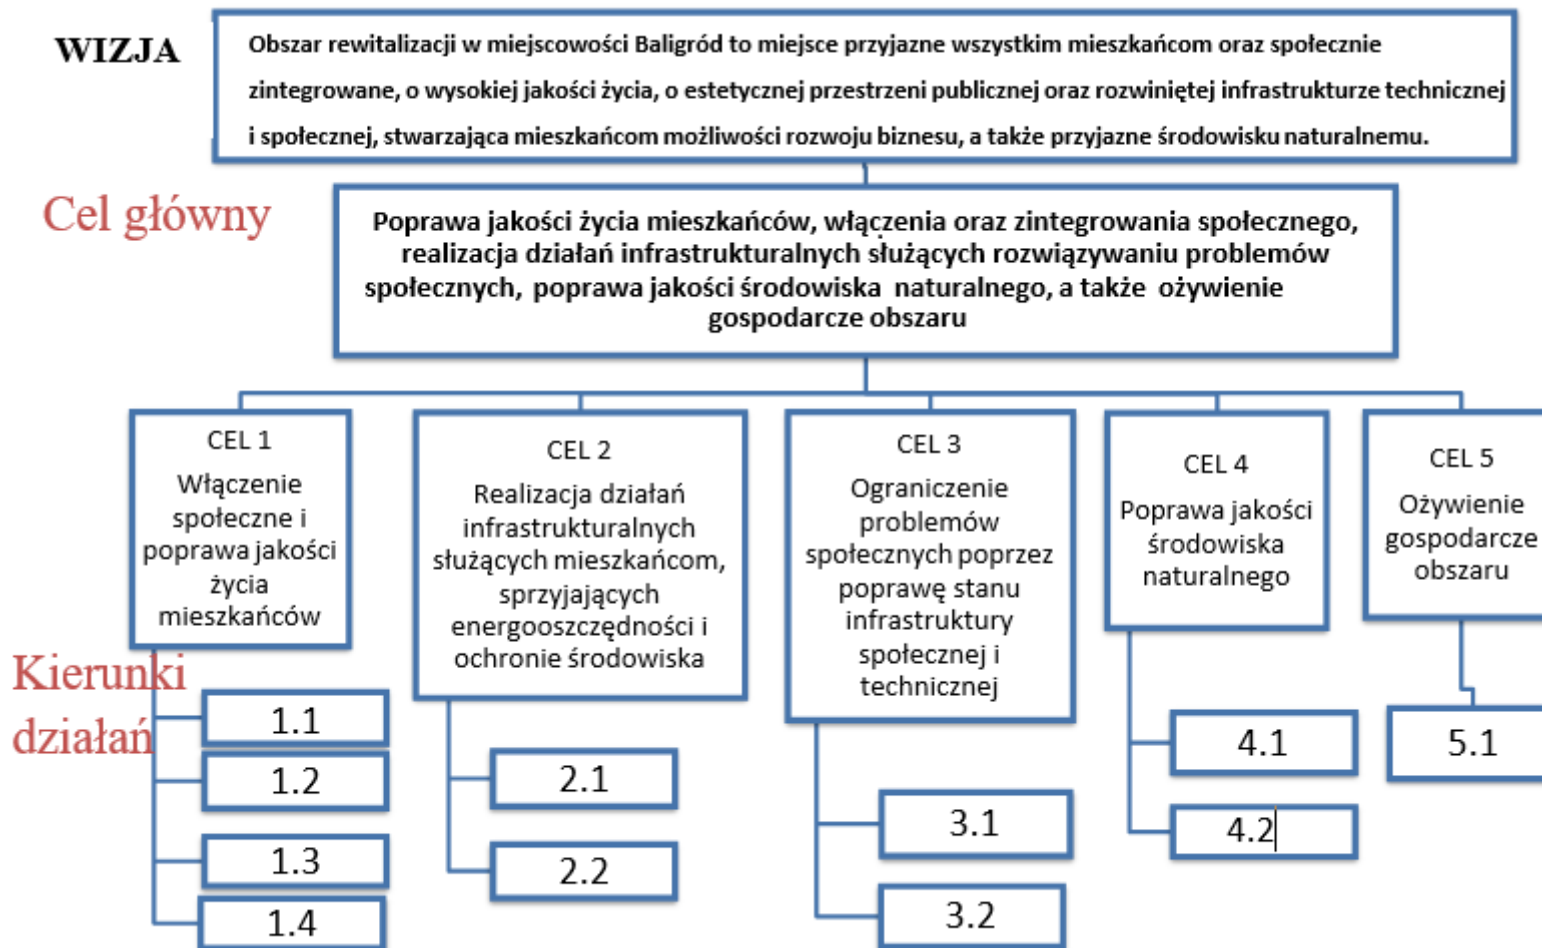 WIZJA
Obszar rewitalizacji w miejscowości Baligród to miejsce przyjazne wszystkim mieszkańcom oraz społecznie
zintegrowane, o wysokiej jakości życia, o estetycznej przestrzeni publicznej oraz rozwiniętej infrastrukturze technicznej
i społecznej, stwarzająca mieszkańcom możliwości rozwoju biznesu, a także przyjazne środowisku naturalnemu.
Cel główny
Poprawa jakości życia mieszkańców, włączenia oraz zintegrowania społecznego,
realizacja działań infrastrukturalnych służących rozwiązywaniu problemów
społecznych, poprawa jakości środowiska naturalnego, a także ożywienie
gospodarcze obszaru
CEL 1
Włączenie
społeczne i
poprawa jakości
życia
mieszkańców
CEL 2
Realizacja działań
infrastrukturalnych
służących mieszkańcom,
sprzyjających
energooszczędności i
ochronie środowiska
CEL 3
Ograniczenie
problemów
społecznych poprzez
poprawę stanu
infrastruktury
społecznej i
technicznej
CEL 4
Poprawa jakości
środowiska
naturalnego
CEL 5
Ożywienie
gospodarcze
obszaru
Kierunki
działań
1.1
1.2
1.3
1.4
2.1
2.2
3.1
3.2
4.1
4.2
5.1